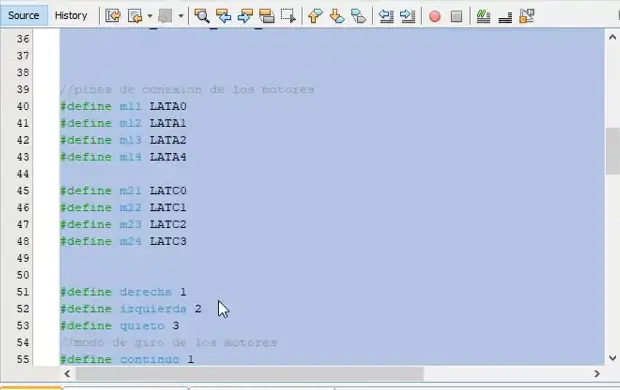 Source History
36
37
38
39 //pines de conexion de los motores
40 #define m11 LATA0
41 #define m12 LATA1
42 #define m13 LATA2
43 #define m14 LATA4
44
45 #define m21 LATC0
46 #define m22 LATC1
47 #define m23 LATC2
48 #define m24 LATC3
49
50
51 #define derecha 1
52 #define izquierda 2
53 #define quieto 3
54 //modo de giro de los motores
55 #define continuo 1